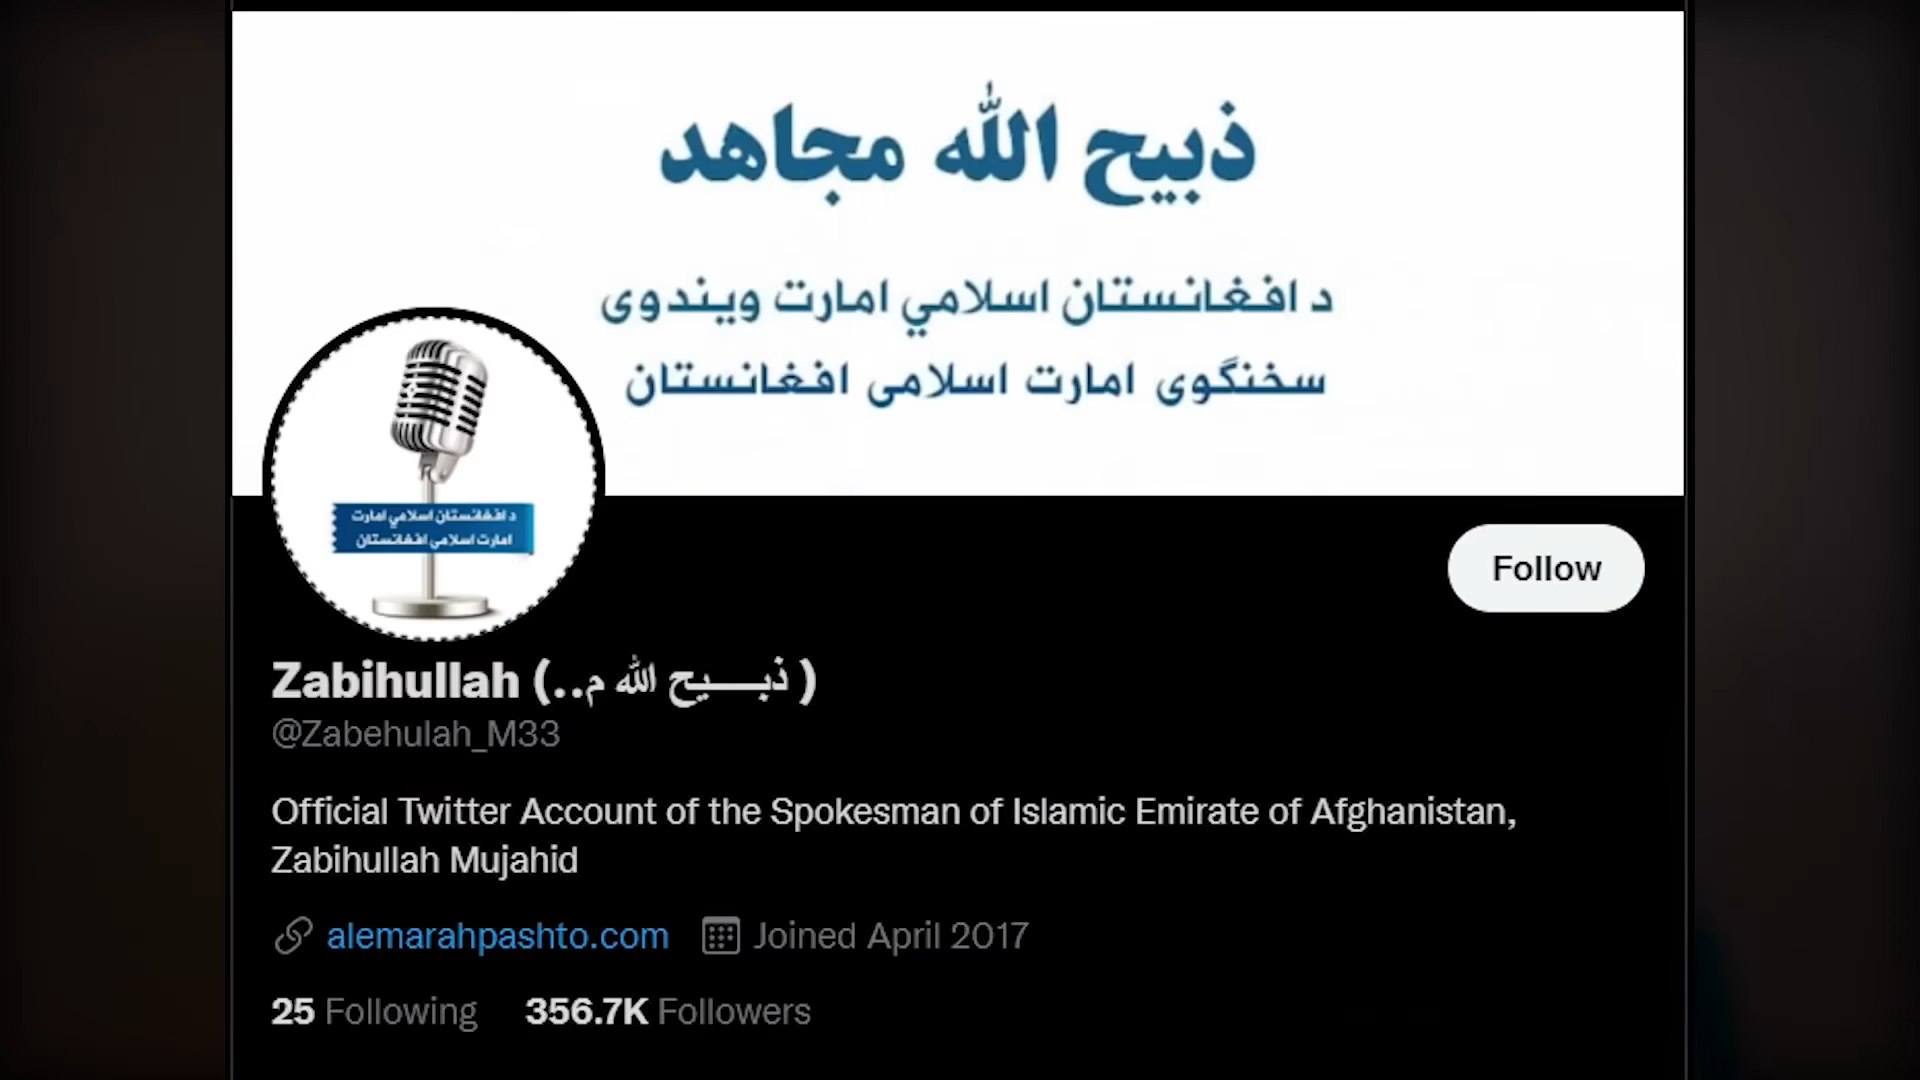 ذبيح الله مجاهد
د افغانستان اسلامي امارت ویندوی
سخنگوی امارت اسلامی افغانستان
د افغانستان اسلامي امارت
امارت اسلامی افغانستان
Follow
Zabihullah (..ذبـــــيح الله م )
@Zabehulah_M33
Official Twitter Account of the Spokesman of Islamic Emirate of Afghanistan,
Zabihullah Mujahid
alemarahpashto.com Joined April 2017
25 Following 356.7K Followers